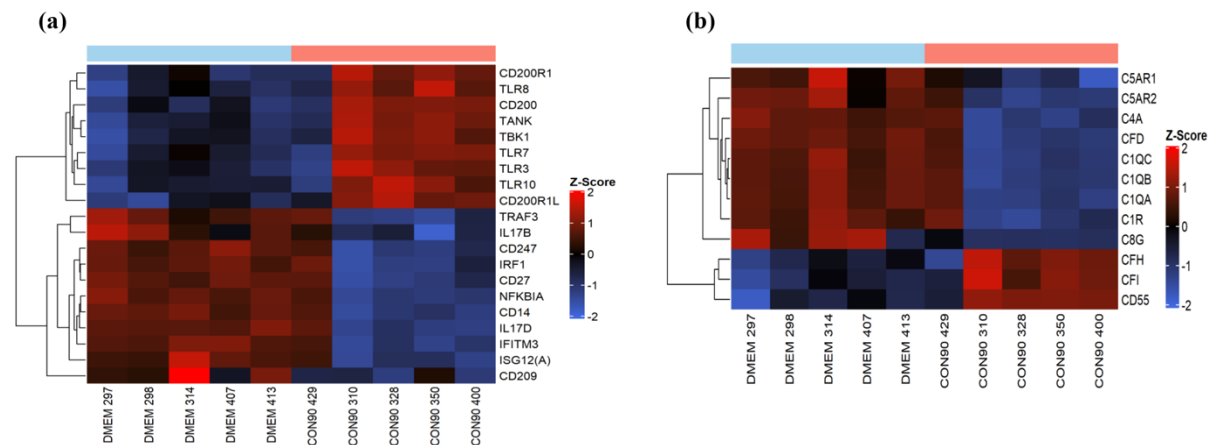 (a)
CD200R1
TLR8
CD200
TANK
TBK1
TLR7
TLR3
TLR10
CD200R1L
TRAF3
IL17B
CD247
IRF1
CD27
NFKBIA
CD14
IL17D
IFITM3
ISG12(A)
CD209
Z-Score
2
1
0
-1
-2
DMEM 297
DMEM 298
DMEM 314
DMEM 407
DMEM 413
CON90 429
CON90 310
CON90 328
CON90 350
CON90 400
(b)
C5AR1
C5AR2
C4A
CFD
C1QC
C1QB
C1QA
C1R
C8G
CFH
CFI
CD55
Z-Score
2
1
0
-1
-2
DMEM 297
DMEM 298
DMEM 314
DMEM 407
DMEM 413
CON90 429
CON90 310
CON90 328
CON90 350
CON90 400